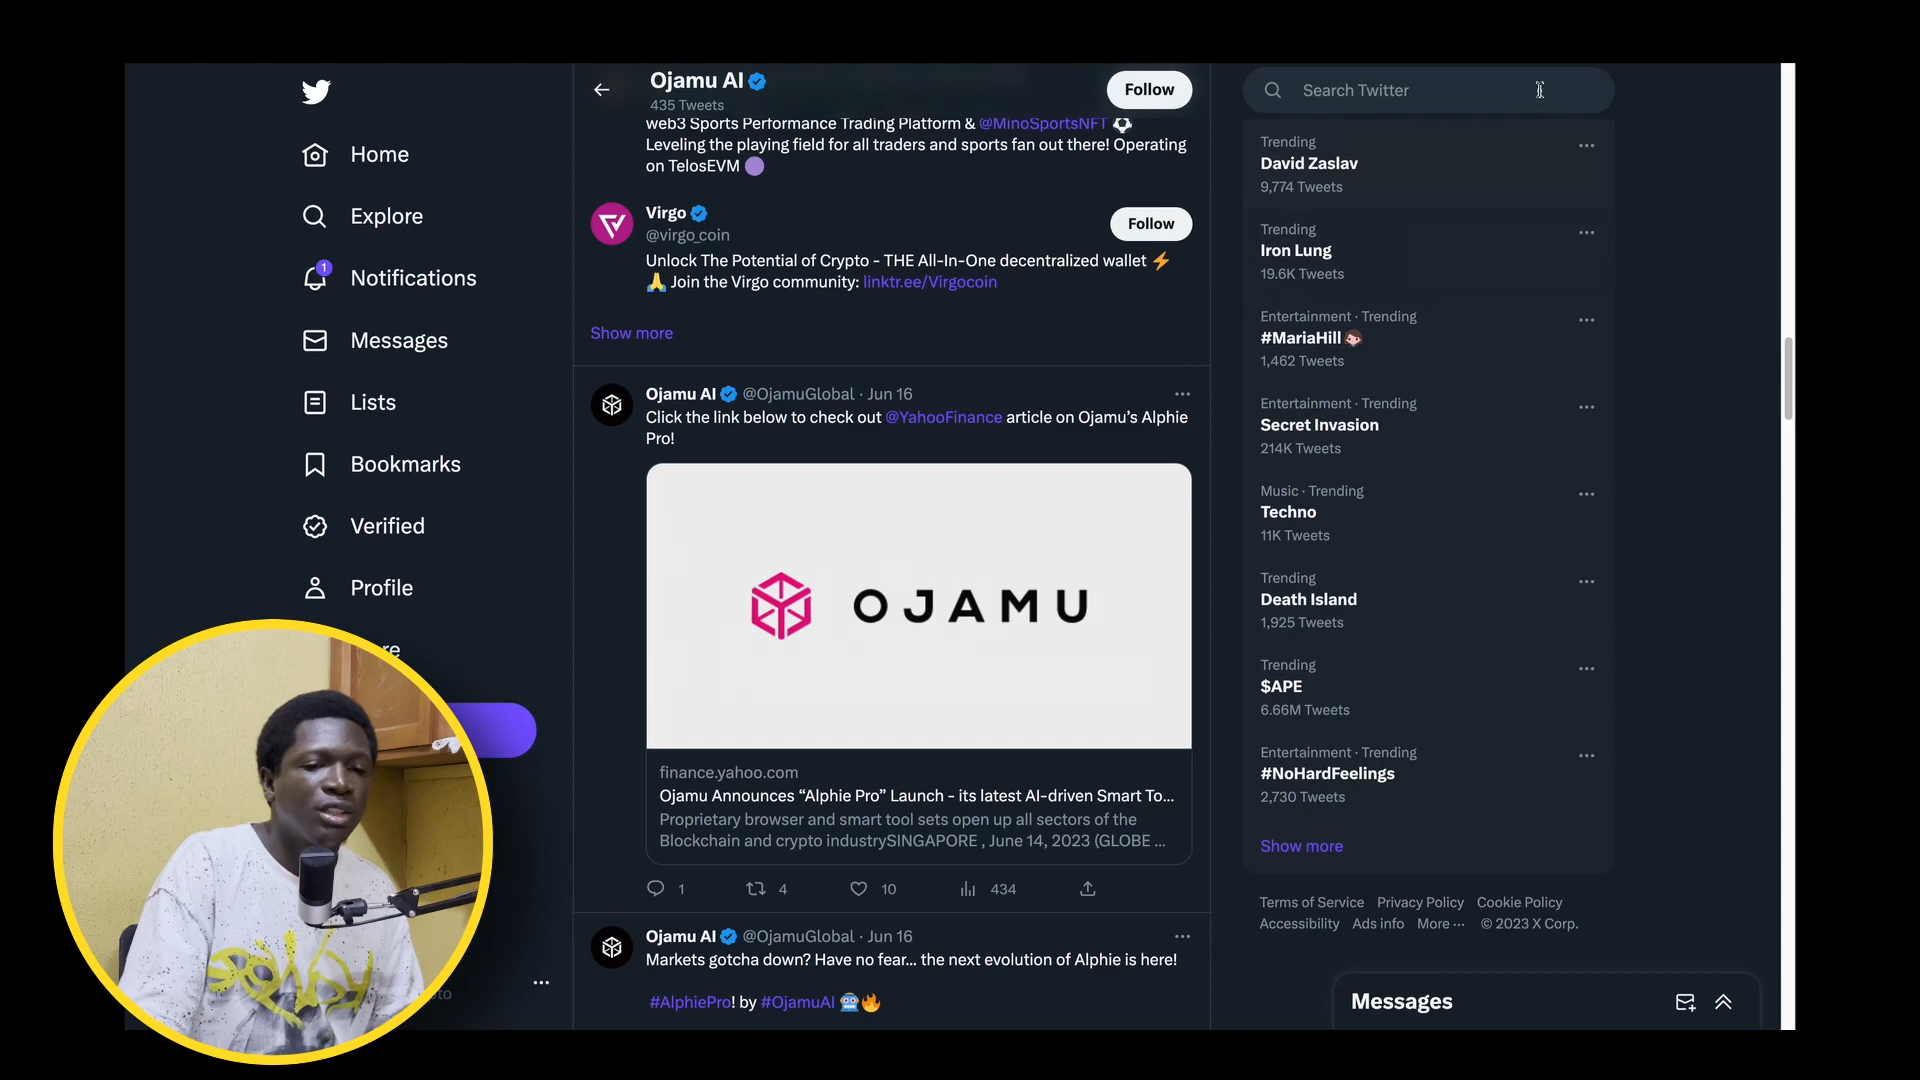 Home
Explore
1
Notifications
Messages
Lists
Bookmarks
Verified
Profile
re
Ojamu AI
435 Tweets
Follow
web3 Sports Performance Trading Platform & @MinoSportsNFT ⚽
Leveling the playing field for all traders and sports fan out there! Operating
on TelosEVM 🟣
Virgo
@virgo_coin
Follow
Unlock The Potential of Crypto - THE All-In-One decentralized wallet ⚡
🙏 Join the Virgo community: linktr.ee/Virgocoin
Show more
Ojamu AI @OjamuGlobal · Jun 16
Click the link below to check out @YahooFinance article on Ojamu’s Alphie
Pro!
OJAMU
finance.yahoo.com
Ojamu Announces “Alphie Pro” Launch - its latest AI-driven Smart To...
Proprietary browser and smart tool sets open up all sectors of the
Blockchain and crypto industrySINGAPORE , June 14, 2023 (GLOBE ...
1 4 10 434
Ojamu AI @OjamuGlobal · Jun 16
Markets gotcha down? Have no fear... the next evolution of Alphie is here!
#AlphiePro! by #OjamuAI 🤖🔥
Search Twitter
Trending
David Zaslav
9,774 Tweets
Trending
Iron Lung
19.6K Tweets
Entertainment · Trending
#MariaHill
1,462 Tweets
Entertainment · Trending
Secret Invasion
214K Tweets
Music · Trending
Techno
11K Tweets
Trending
Death Island
1,925 Tweets
Trending
$APE
6.66M Tweets
Entertainment · Trending
#NoHardFeelings
2,730 Tweets
Show more
Terms of Service Privacy Policy Cookie Policy
Accessibility Ads info More ··· © 2023 X Corp.
Messages